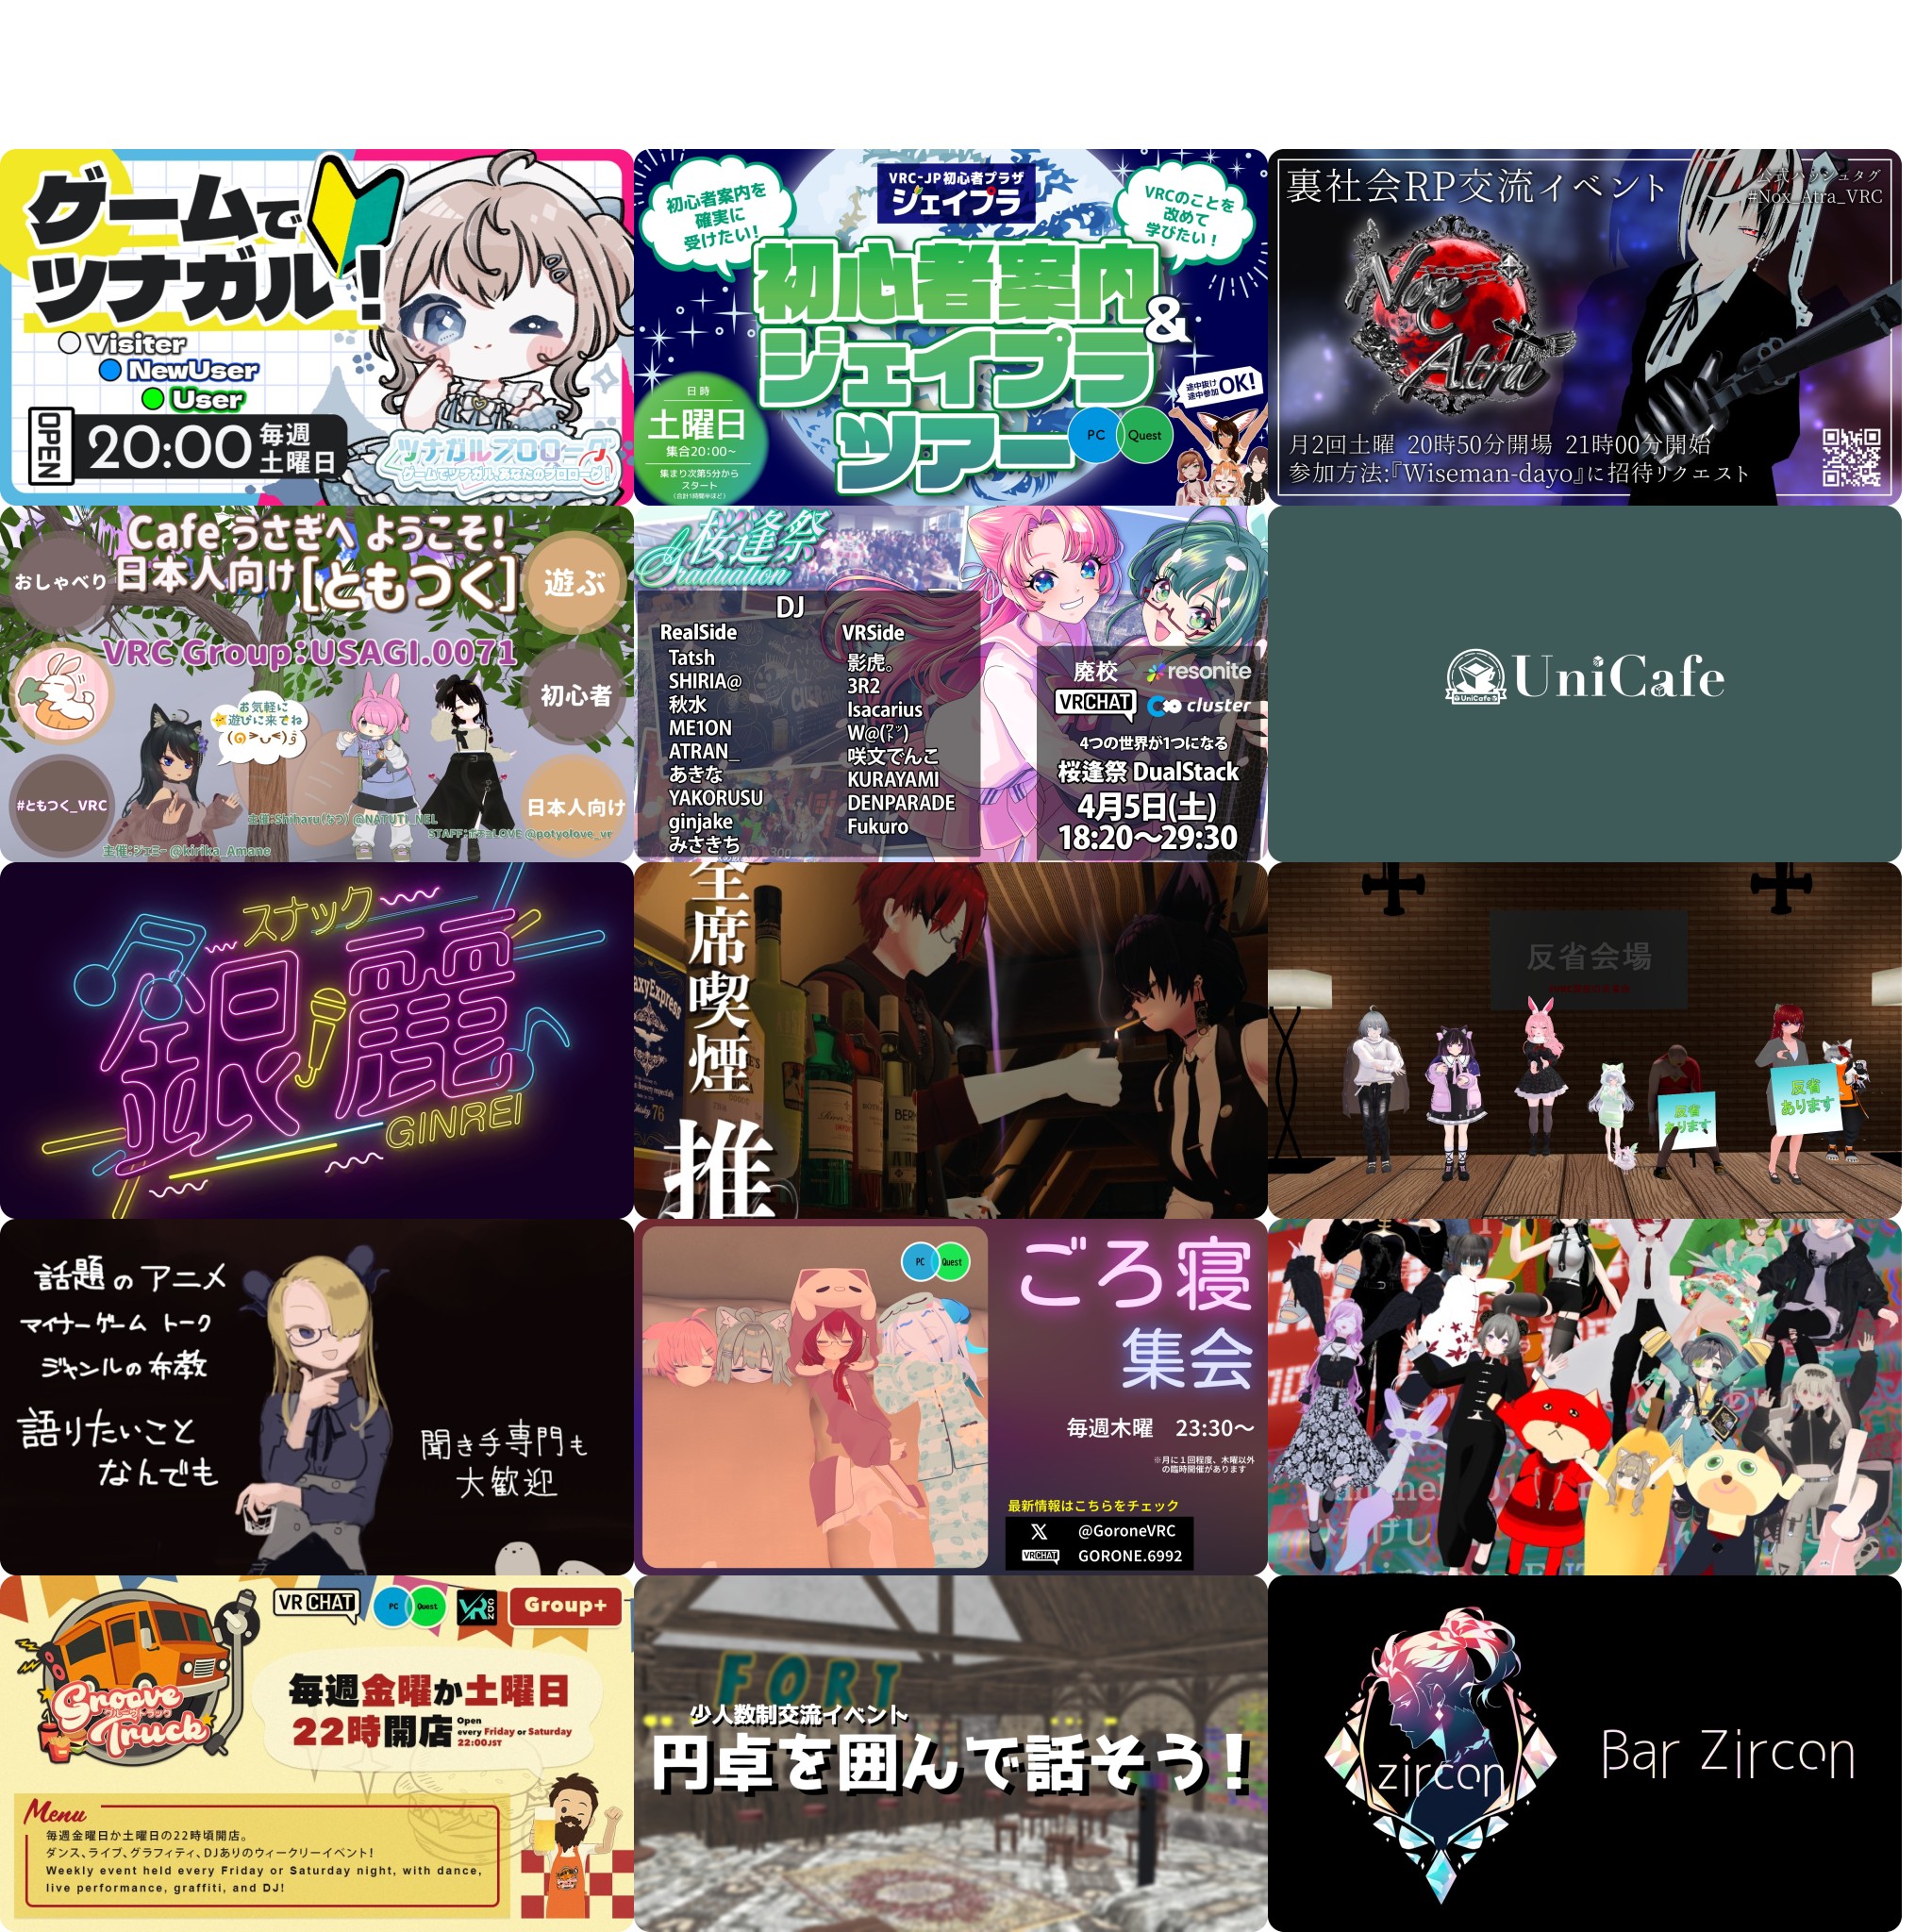 ゲームで
ツナガル!
Visiter
NewUser
User
OPEN
20:00 毎週
土曜日
ツナガルプロローグ
ゲームでツナガル、あなたのプロローグ!
初心者案内を
確実に
受けたい!
VRC-JP初心者プラザ
ジェイプラ
VRCのことを
改めて
学びたい!
初心者案内
&
ジェイプラ
ツアー
日時
土曜日
集合20:00~
集まり次第5分から
スタート
(合計1時間半ほど)
PC Quest
途中抜け
途中参加 OK!
裏社会RP交流イベント
公式ハッシュタグ
#Nox_Atra_VRC
Nox
Atra
月2回土曜 20時50分開場 21時00分開始
参加方法:『Wiseman-dayo』に招待リクエスト
Cafe うさぎへ ようこそ!
日本人向け[ともつく]
おしゃべり
遊ぶ
VRC Group:USAGI.0071
初心者
お気軽に
遊びに来てね
#ともつく_VRC
日本人向け
主催:Shiharu(なつ) @NATUTI_NEL
STAFF:ポチョLOVE @potyolove_vr
主催:ジェミー @kirika_Amane
桜逢祭
Graduation
DJ
RealSide
Tatsh
SHIRIA@
秋水
ME1ON
ATRAN_
あきな
YAKORUSU
ginjake
みさきち
VRSide
影虎。
3R2
Isacarius
W@(ワット)
咲文でんこ
KURAYAMI
DENPARADE
Fukuro
廃校 resonite
VRCHAT cluster
4つの世界が1つになる
桜逢祭 DualStack
4月5日(土)
18:20〜29:30
UniCafe
UniCafe
スナック
銀麗
GINREI
全席喫煙
推
反省会場
反省
あります
反省
あります
話題のアニメ
マイナーゲーム トーク
ジャンルの布教
語りたいこと
なんでも
聞き手専門も
大歓迎
PC Quest
ごろ寝
集会
毎週木曜 23:30〜
※月に1回程度、木曜以外
の臨時開催があります
最新情報はこちらをチェック
X @GoroneVRC
VRCHAT GORONE.6992
Groove
グルーヴトラック
Truck
VRCHAT PC Quest Group+
毎週金曜か土曜日
22時開店
Open
every Friday or Saturday
22:00JST
Menu
毎週金曜日か土曜日の22時頃開店。
ダンス、ライブ、グラフィティ、DJありのウィークリーイベント!
Weekly event held every Friday or Saturday night, with dance,
live performance, graffiti, and DJ!
FORT
少人数制交流イベント
円卓を囲んで話そう!
zircon
Bar Zircon